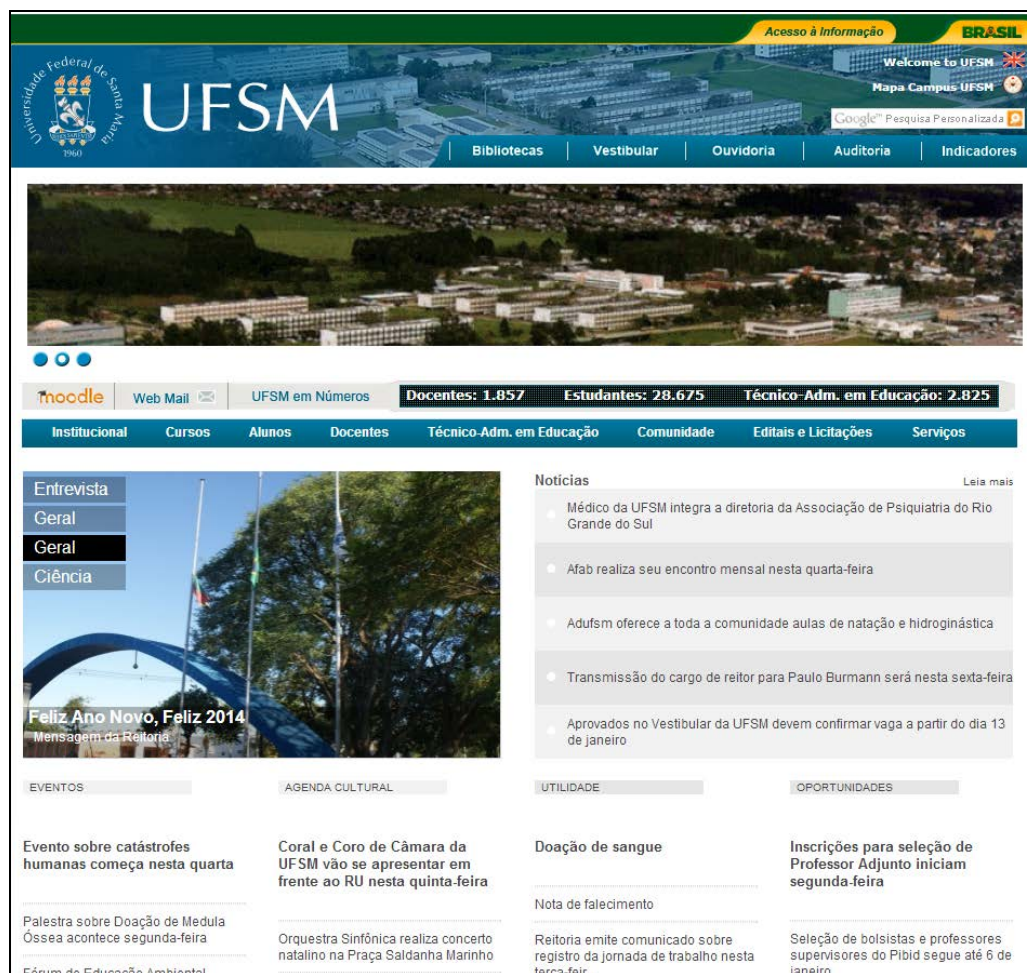 Acesso à Informação
BRASIL
Universidade Federal de Santa Maria
1960
UFSM
Welcome to UFSM
Mapa Campus UFSM
Google™ Pesquisa Personalizada
Bibliotecas
Vestibular
Ouvidoria
Auditoria
Indicadores
moodle
Web Mail
UFSM em Números
Docentes: 1.857
Estudantes: 28.675
Técnico-Adm. em Educação: 2.825
Institucional
Cursos
Alunos
Docentes
Técnico-Adm. em Educação
Comunidade
Editais e Licitações
Serviços
Entrevista
Geral
Geral
Ciência
Feliz Ano Novo, Feliz 2014
Mensagem da Reitoria
Notícias
Leia mais
Médico da UFSM integra a diretoria da Associação de Psiquiatria do Rio
Grande do Sul
Afab realiza seu encontro mensal nesta quarta-feira
Adufsm oferece a toda a comunidade aulas de natação e hidroginástica
Transmissão do cargo de reitor para Paulo Burmann será nesta sexta-feira
Aprovados no Vestibular da UFSM devem confirmar vaga a partir do dia 13
de janeiro
EVENTOS
Evento sobre catástrofes
humanas começa nesta quarta
Palestra sobre Doação de Medula
Óssea acontece segunda-feira
Fórum de Educação Ambiental
AGENDA CULTURAL
Coral e Coro de Câmara da
UFSM vão se apresentar em
frente ao RU nesta quinta-feira
Orquestra Sinfônica realiza concerto
natalino na Praça Saldanha Marinho
UTILIDADE
Doação de sangue
Nota de falecimento
Reitoria emite comunicado sobre
registro da jornada de trabalho nesta
terça-feir
OPORTUNIDADES
Inscrições para seleção de
Professor Adjunto iniciam
segunda-feira
Seleção de bolsistas e professores
supervisores do Pibid segue até 6 de
janeiro